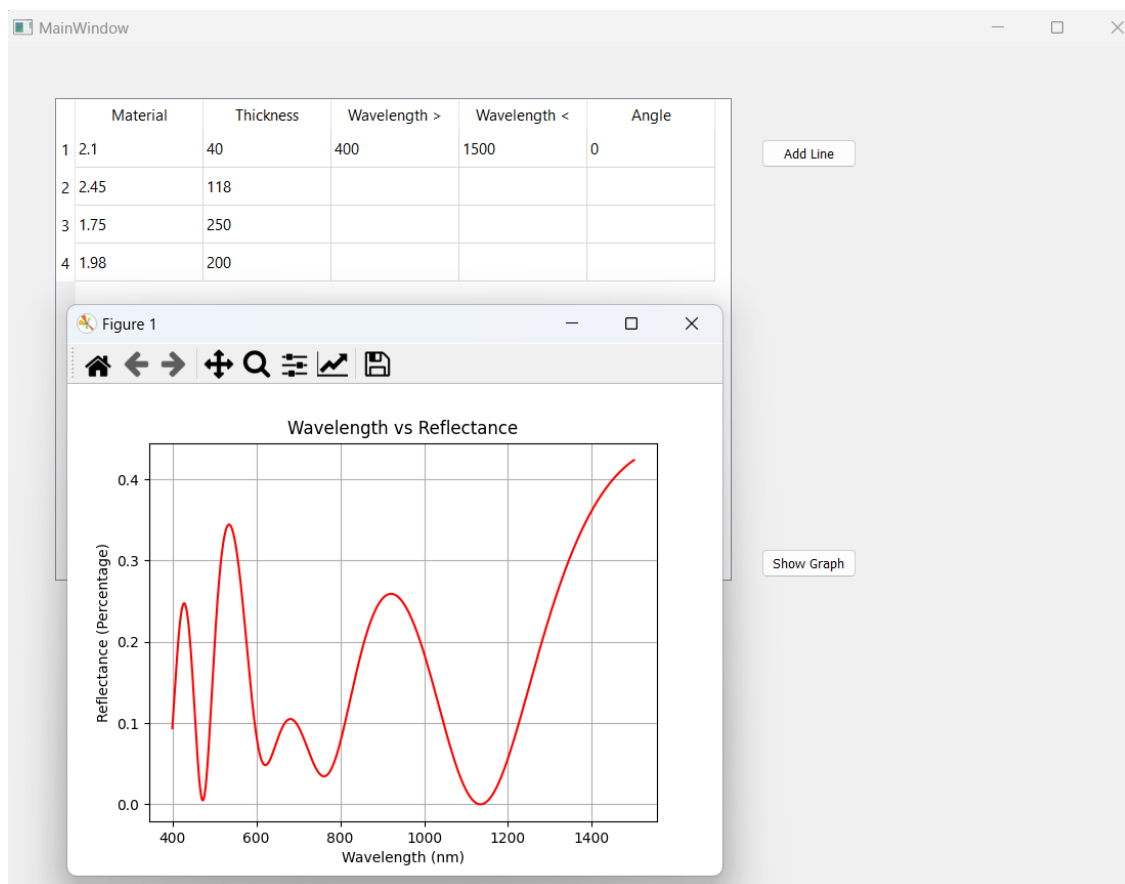 MainWindow
Material Thickness Wavelength > Wavelength < Angle
1 2.1 40 400 1500 0
Add Line
2 2.45 118
3 1.75 250
4 1.98 200
Figure 1
Wavelength vs Reflectance
Reflectance (Percentage)
0.4
0.3
0.2
0.1
0.0
400 600 800 1000 1200 1400
Wavelength (nm)
Show Graph